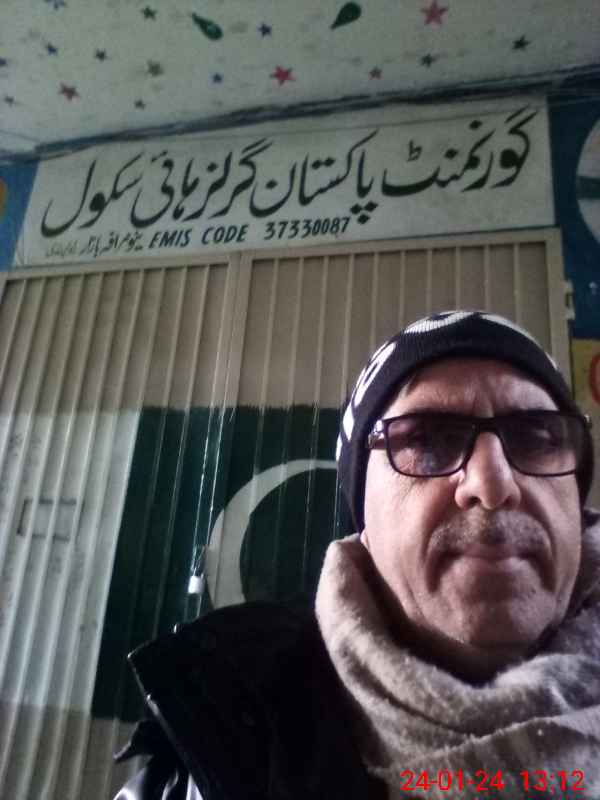 گورنمنٹ پاکستان گرلز ہائی سکول
EMIS CODE 37330087
24-01-24 13:12